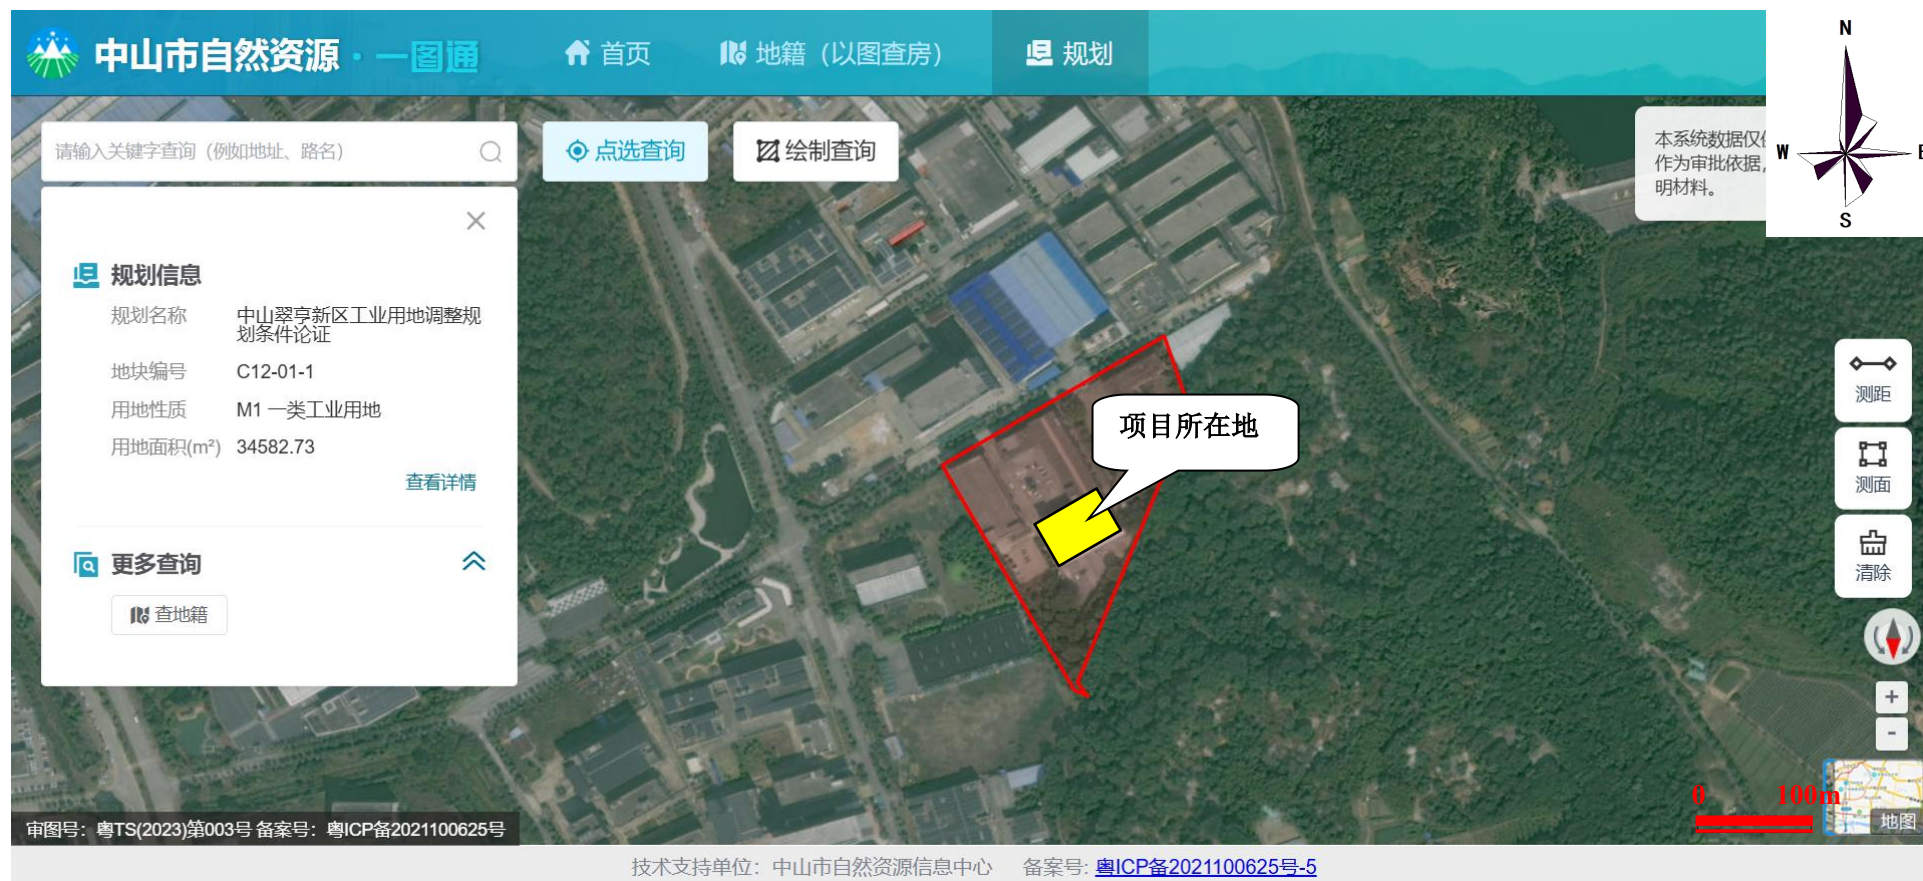 中山市自然资源·一图通
首页
地籍（以图查房）
规划
N
W
S
请输入关键字查询（例如地址、路名）
点选查询
绘制查询
本系统数据仅
作为审批依据，
明材料。
规划信息
规划名称 中山翠亨新区工业用地调整规
划条件论证
地块编号 C12-01-1
用地性质 M1 一类工业用地
用地面积(m²) 34582.73
查看详情
更多查询
查地籍
项目所在地
测距
测面
清除
+
-
0 100m
地图
审图号：粤TS(2023)第003号 备案号：粤ICP备2021100625号
技术支持单位：中山市自然资源信息中心 备案号: 粤ICP备2021100625号-5